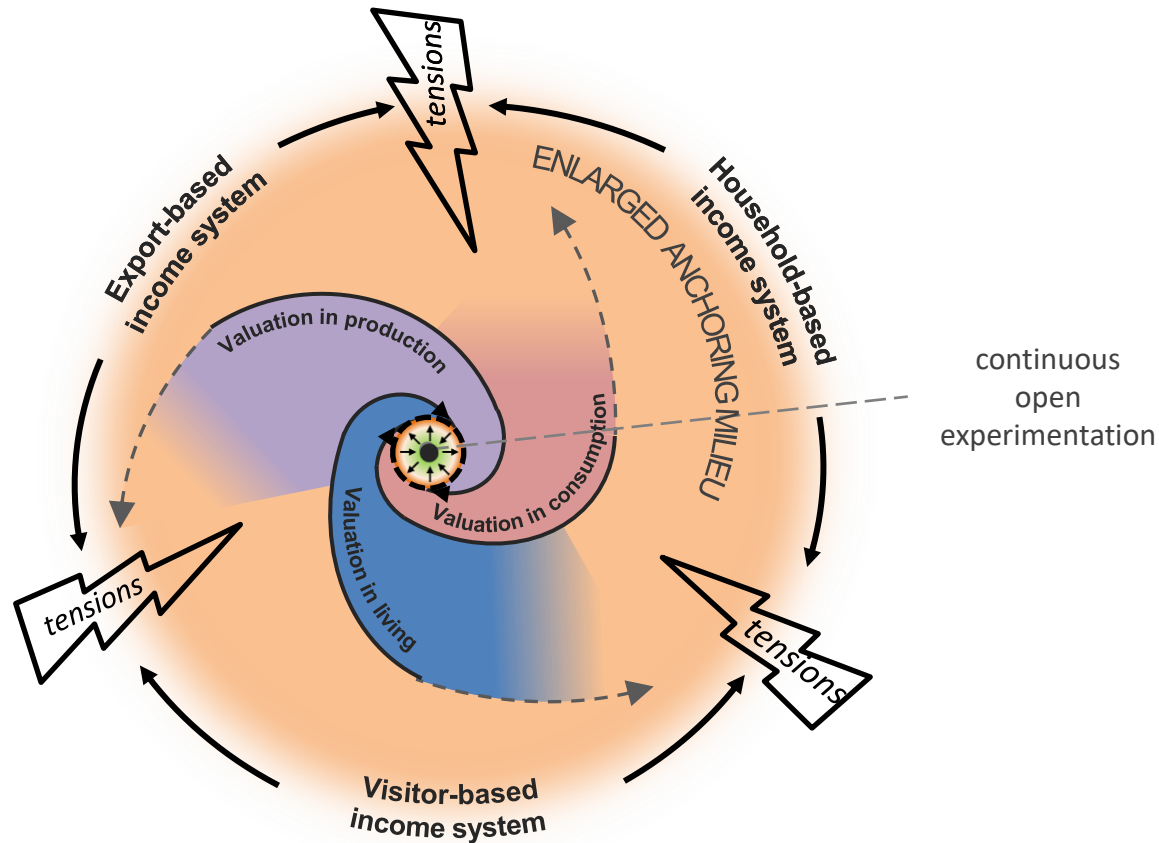 tensions
Export-based
income system
Household-based
income system
ENLARGED ANCHORING MILIEU
Valuation in production
Valuation in consumption
Valuation in living
continuous
open
experimentation
tensions
tensions
Visitor-based
income system